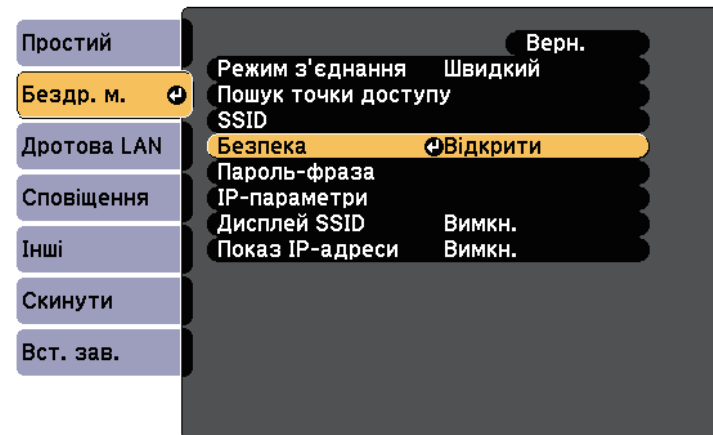 Простий
Бездр. м.
Дротова LAN
Сповіщення
Інші
Скинути
Вст. зав.
Верн.
Режим з'єднання Швидкий
Пошук точки доступу
SSID
Безпека Відкрити
Пароль-фраза
IP-параметри
Дисплей SSID Вимкн.
Показ IP-адреси Вимкн.